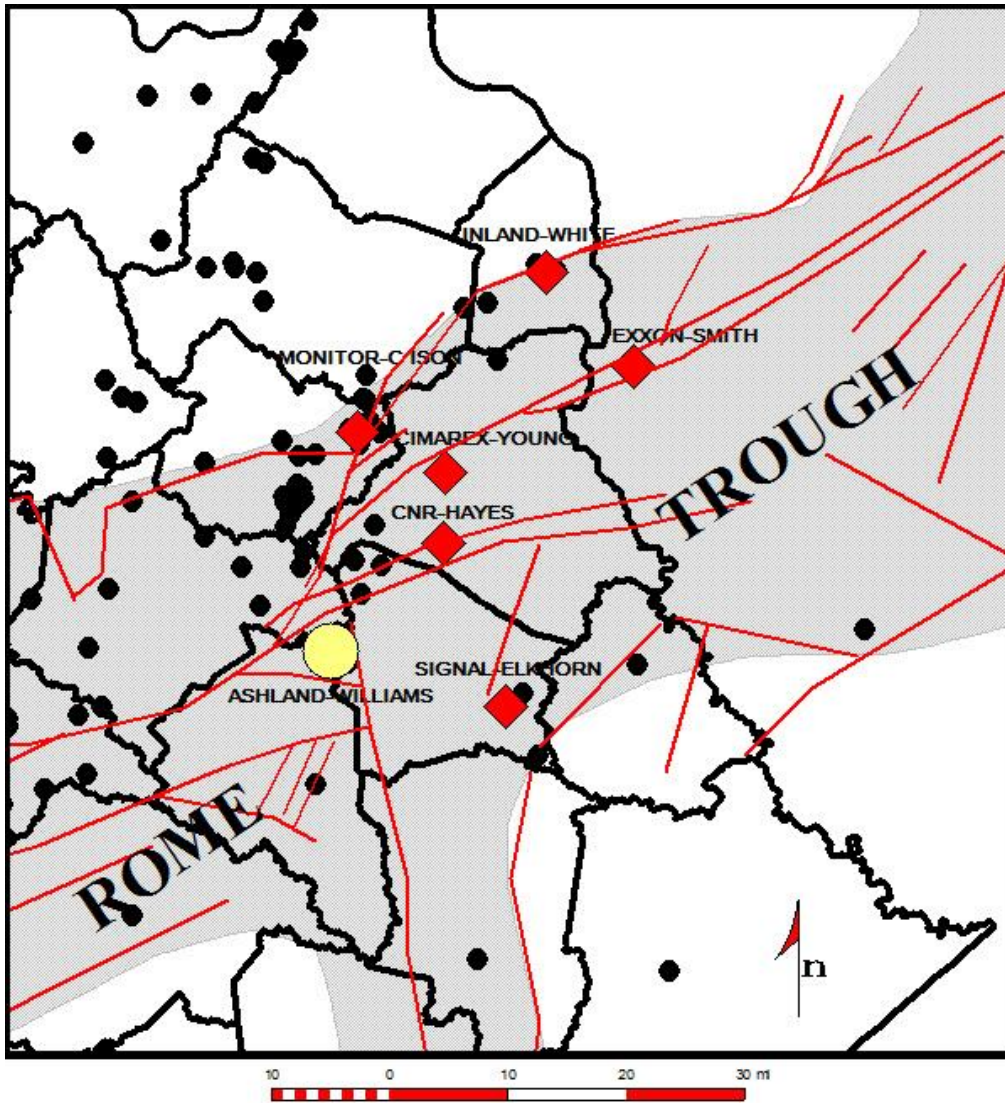 INLAND-WHITE
EXXON-SMITH
MONITOR-C ISON
CIMAREX-YOUNG
CNR-HAYES
TROUGH
SIGNAL-ELKHORN
ASHLAND-WILLIAMS
ROME
n
10 0 10 20 30 mi